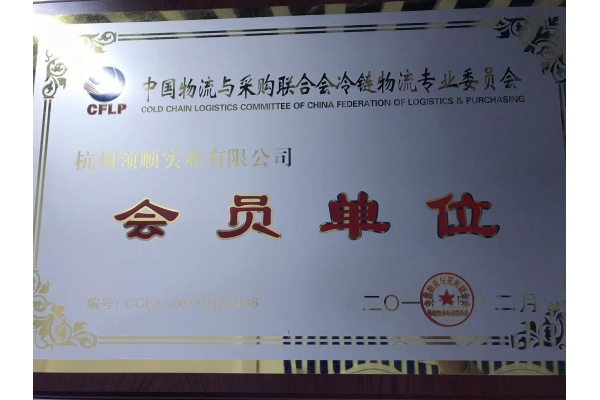 CFLP
中国物流与采购联合会冷链物流专业委员会
COLD CHAIN LOGISTICS COMMITTEE OF CHINA FEDERATION OF LOGISTICS & PURCHASING
杭州领顺实业有限公司
会员单位
编号:CCLA
二〇一 十二月